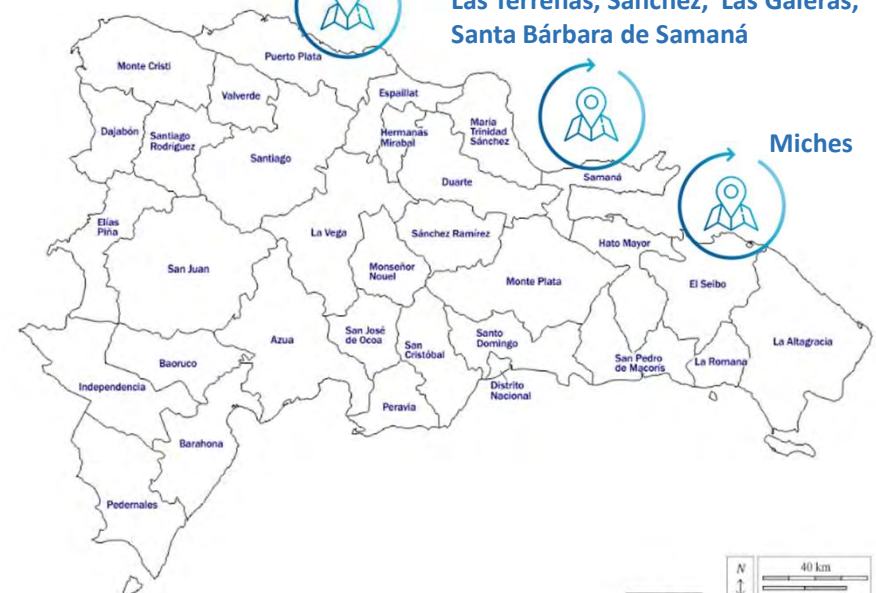 Las Terrenas, Sánchez, Las Galeras,
Santa Bárbara de Samaná
Puerto Plata
Monte Cristi
Valverde
Espaillat
Dajabón
Santiago
Rodríguez
Hermanas
Mirabal
María
Trinidad
Sánchez
Miches
Santiago
Duarte
Samaná
Elías
Piña
La Vega
Sánchez Ramírez
Hato Mayor
San Juan
Monseñor
Nouel
Monte Plata
El Seibo
Azua
San José
de Ocoa
San
Cristóbal
Santo
Domingo
La Altagracia
Baoruco
San Pedro
de Macorís
La Romana
Independencia
Distrito
Nacional
Peravia
Barahona
Pedernales
N
40 km